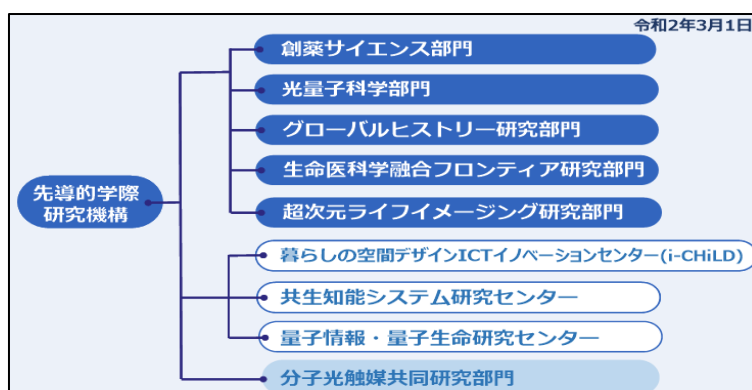 令和2年3月1日
創薬サイエンス部門
光量子科学部門
グローバルヒストリー研究部門
生命医科学融合フロンティア研究部門
超次元ライフイメージング研究部門
先導的学際
研究機構
暮らしの空間デザインICTイノベーションセンター(i-CHiLD)
共生知能システム研究センター
量子情報・量子生命研究センター
分子光触媒共同研究部門